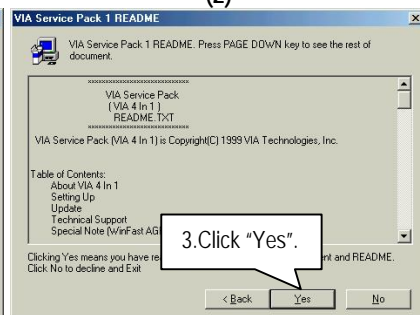 (2)
VIA Service Pack 1 README
VIA Service Pack 1 README. Press PAGE DOWN key to see the rest of
document.
xxxxxxxxxxxxxxxxxxxxxxxxxxx
VIA Service Pack
( VIA 4 In 1 )
README.TXT
xxxxxxxxxxxxxxxxxxxxxxxxxxx
VIA Service Pack (VIA 4 In 1) is Copyright(C) 1999 VIA Technologies, Inc.
Table of Contents:
About VIA 4 In 1
Setting Up
Update
Technical Support
Special Note (WinFast
3.Click “Yes”.
Clicking Yes means you have ent and README.
Click No to decline and Exit
< Back
Yes
No